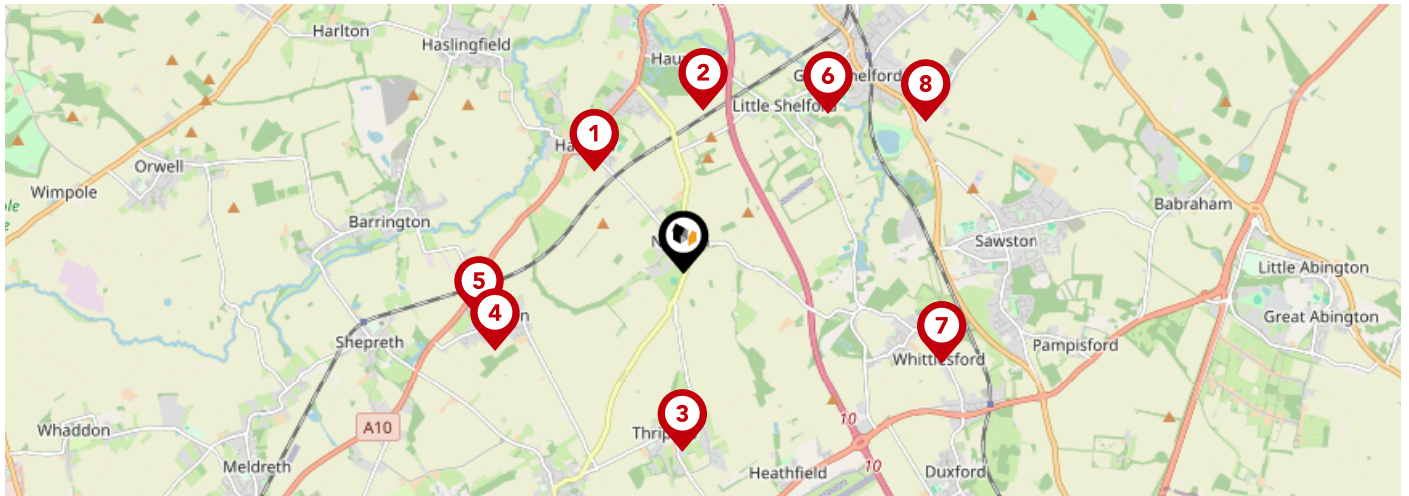 Harlton
Haslingfield
2
6
8
Little Shelford
1
Orwell
Wimpole
Barrington
Babraham
Sawston
5
Little Abington
4
Great Abington
7
Shepreth
Pampisford
Whittlesford
3
10
A10
Whaddon
Meldreth
Heathfield
10
Duxford